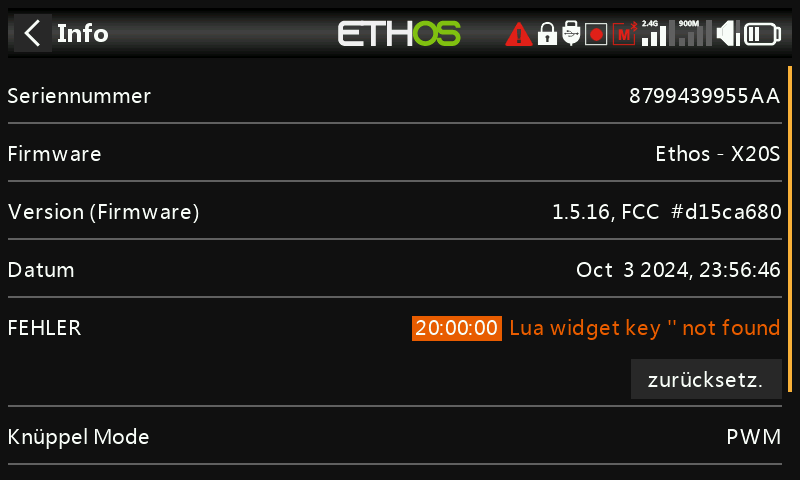 Info
ETHOS
M
2.4G
900M
Seriennummer 8799439955AA
Firmware Ethos - X20S
Version (Firmware) 1.5.16, FCC #d15ca680
Datum Oct 3 2024, 23:56:46
FEHLER 20:00:00 Lua widget key '' not found
zurücksetz.
Knüppel Mode PWM